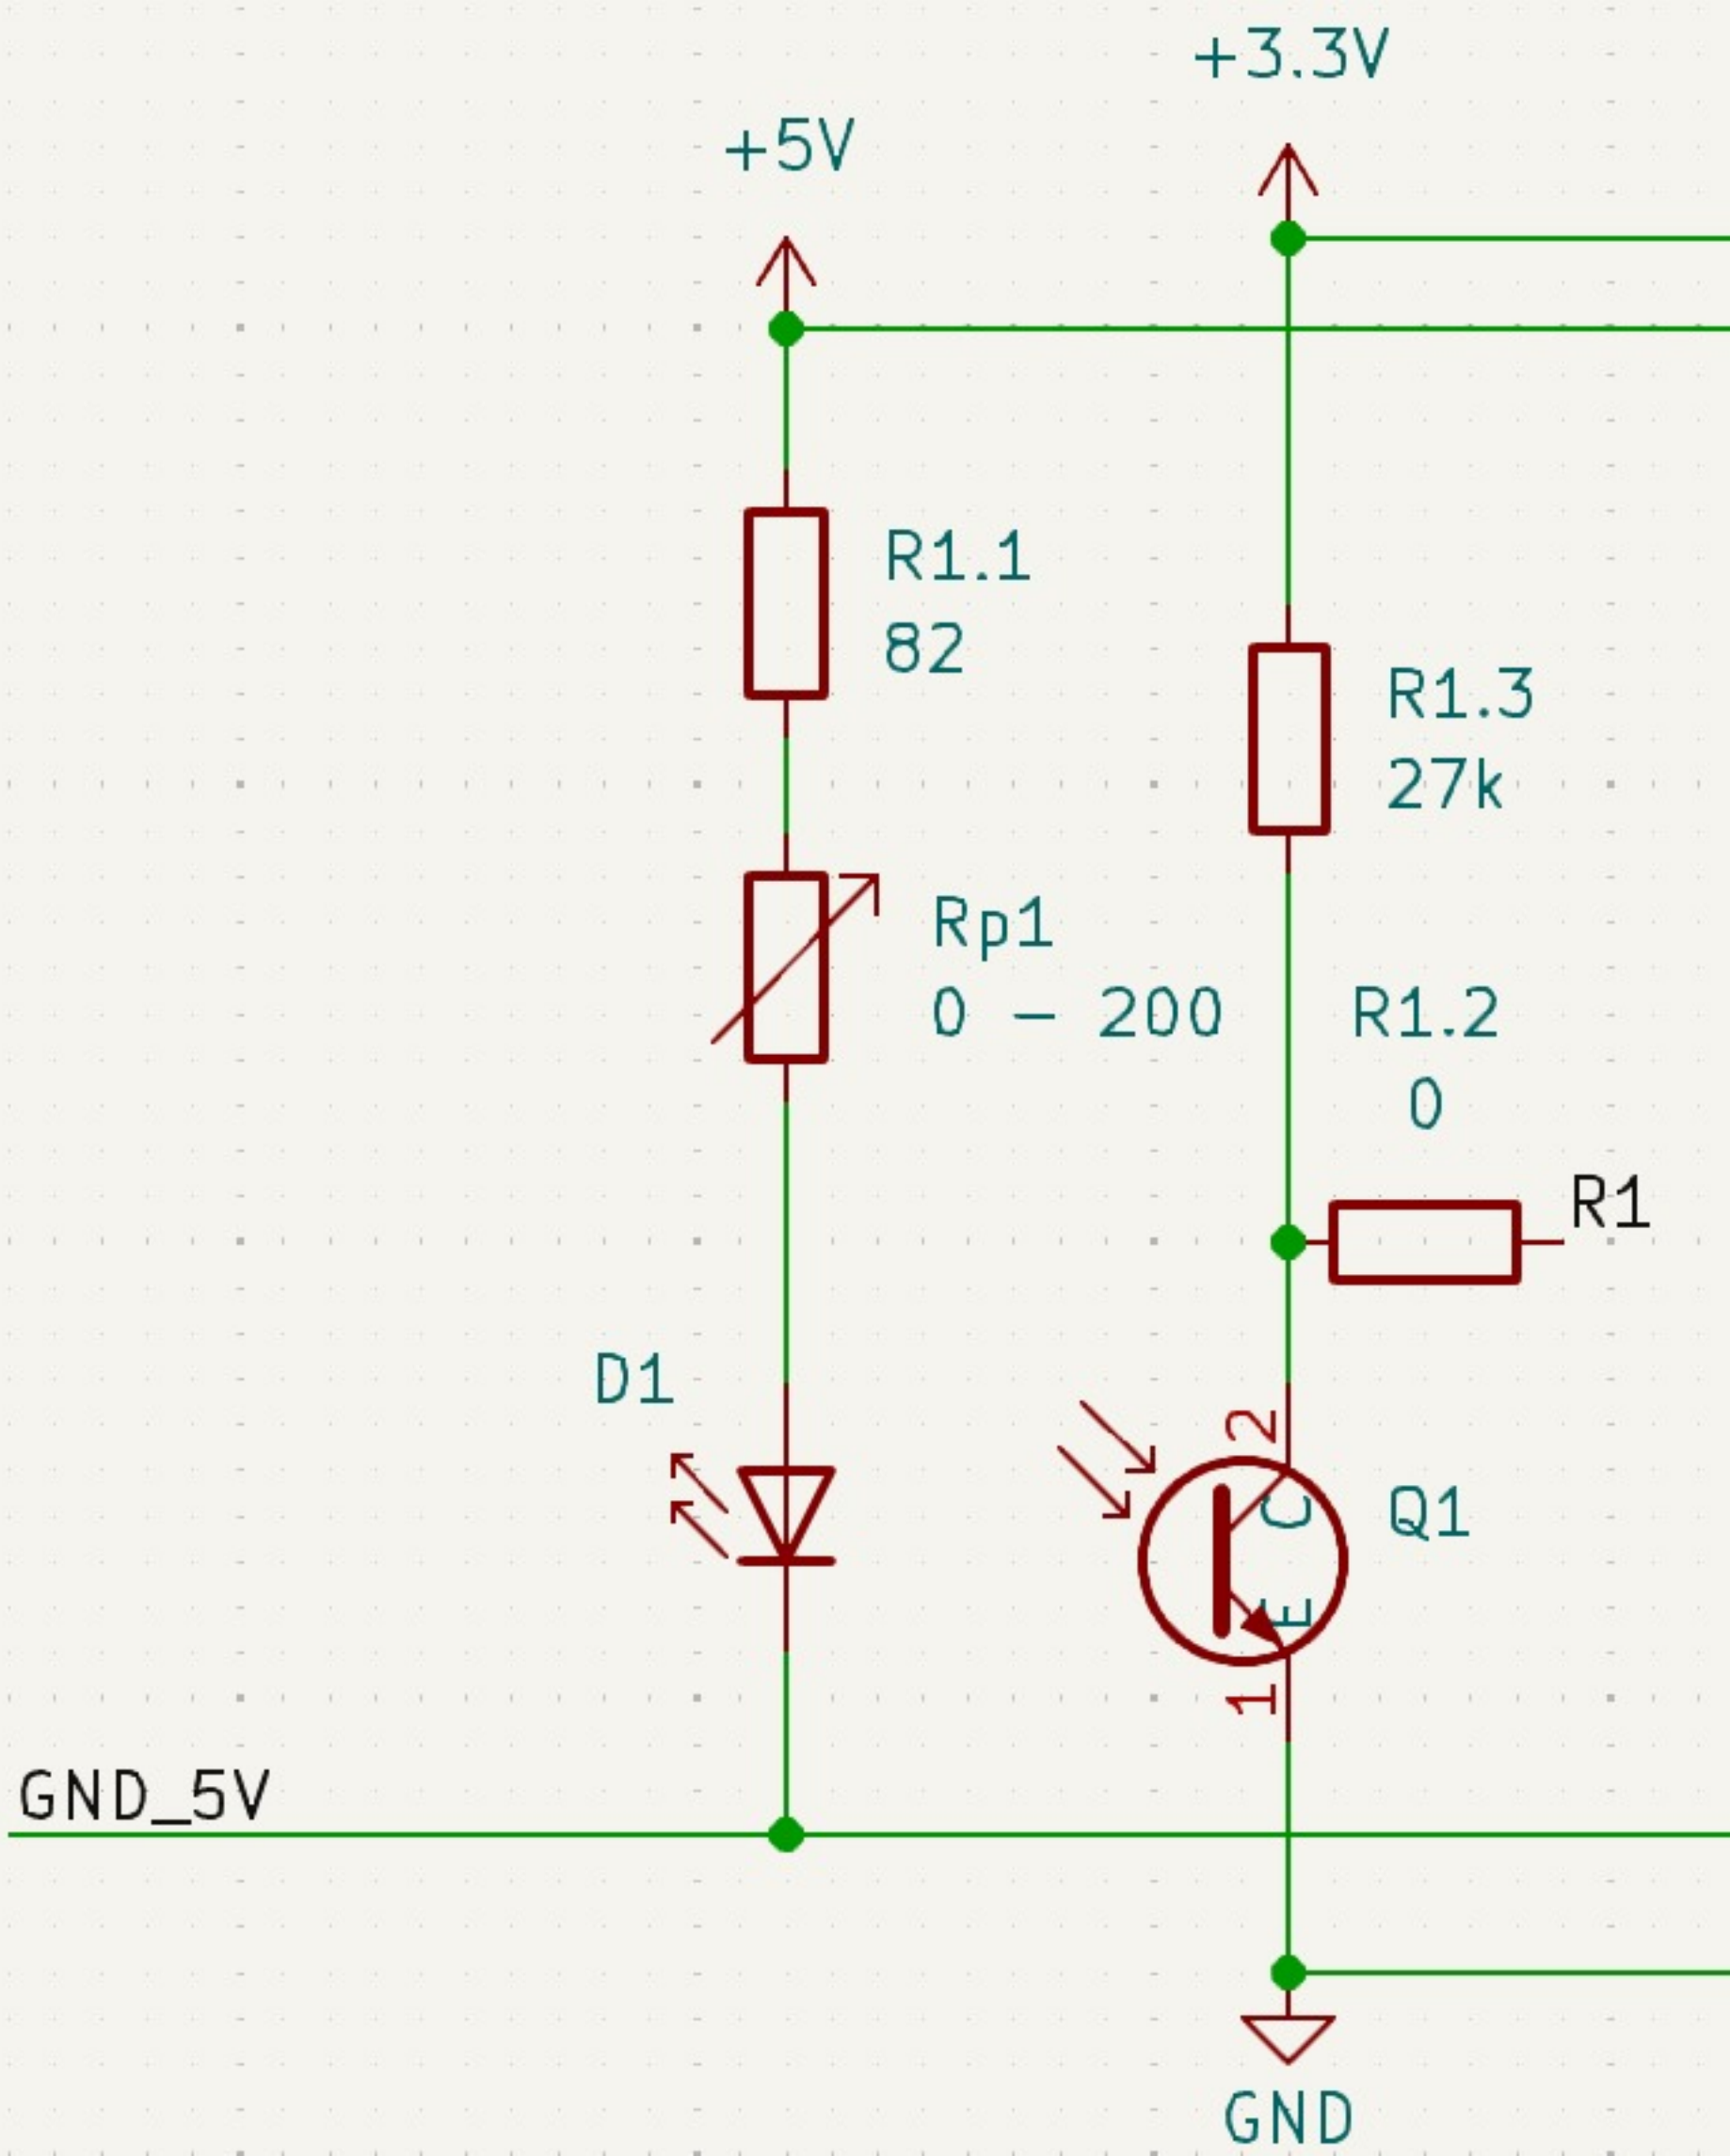 +3.3V
+5V
R1.1
82
R1.3
27k
Rp1
0 – 200
R1.2
0
R1
D1
2
C
Q1
E
1
GND_5V
GND